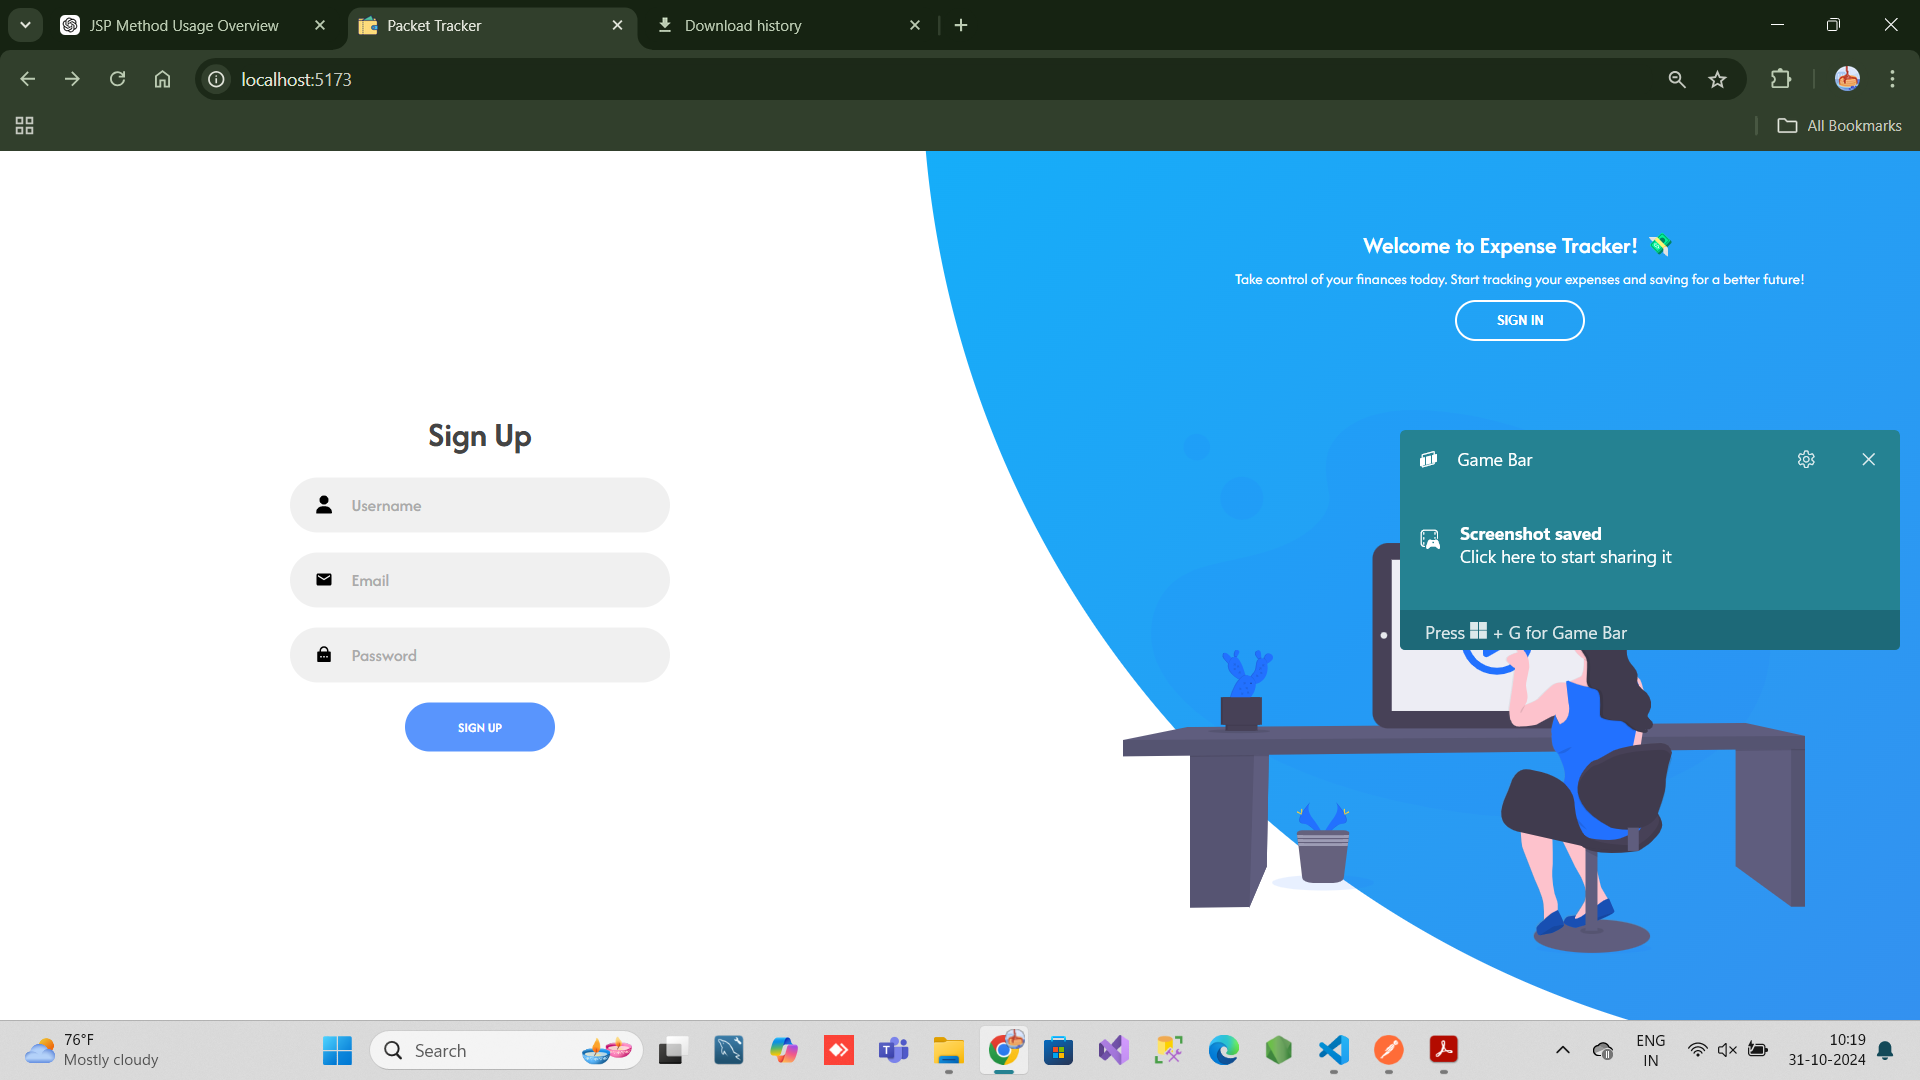 JSP Method Usage Overview
Packet Tracker
Download history
localhost:5173
All Bookmarks
Welcome to Expense Tracker! 💸
Take control of your finances today. Start tracking your expenses and saving for a better future!
SIGN IN
Sign Up
Username
Email
Password
SIGN UP
Game Bar
Screenshot saved
Click here to start sharing it
Press + G for Game Bar
76°F
Mostly cloudy
Search
ENG
IN
10:19
31-10-2024